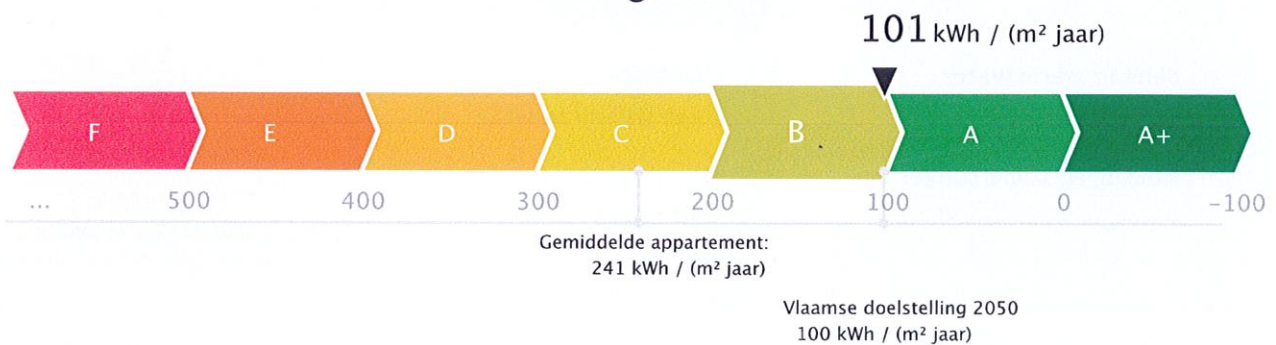 101 kWh / (m² jaar)
F E D C B A A+
... 500 400 300 200 100 0 -100
Gemiddelde appartement:
241 kWh / (m² jaar)
Vlaamse doelstelling 2050
100 kWh / (m² jaar)